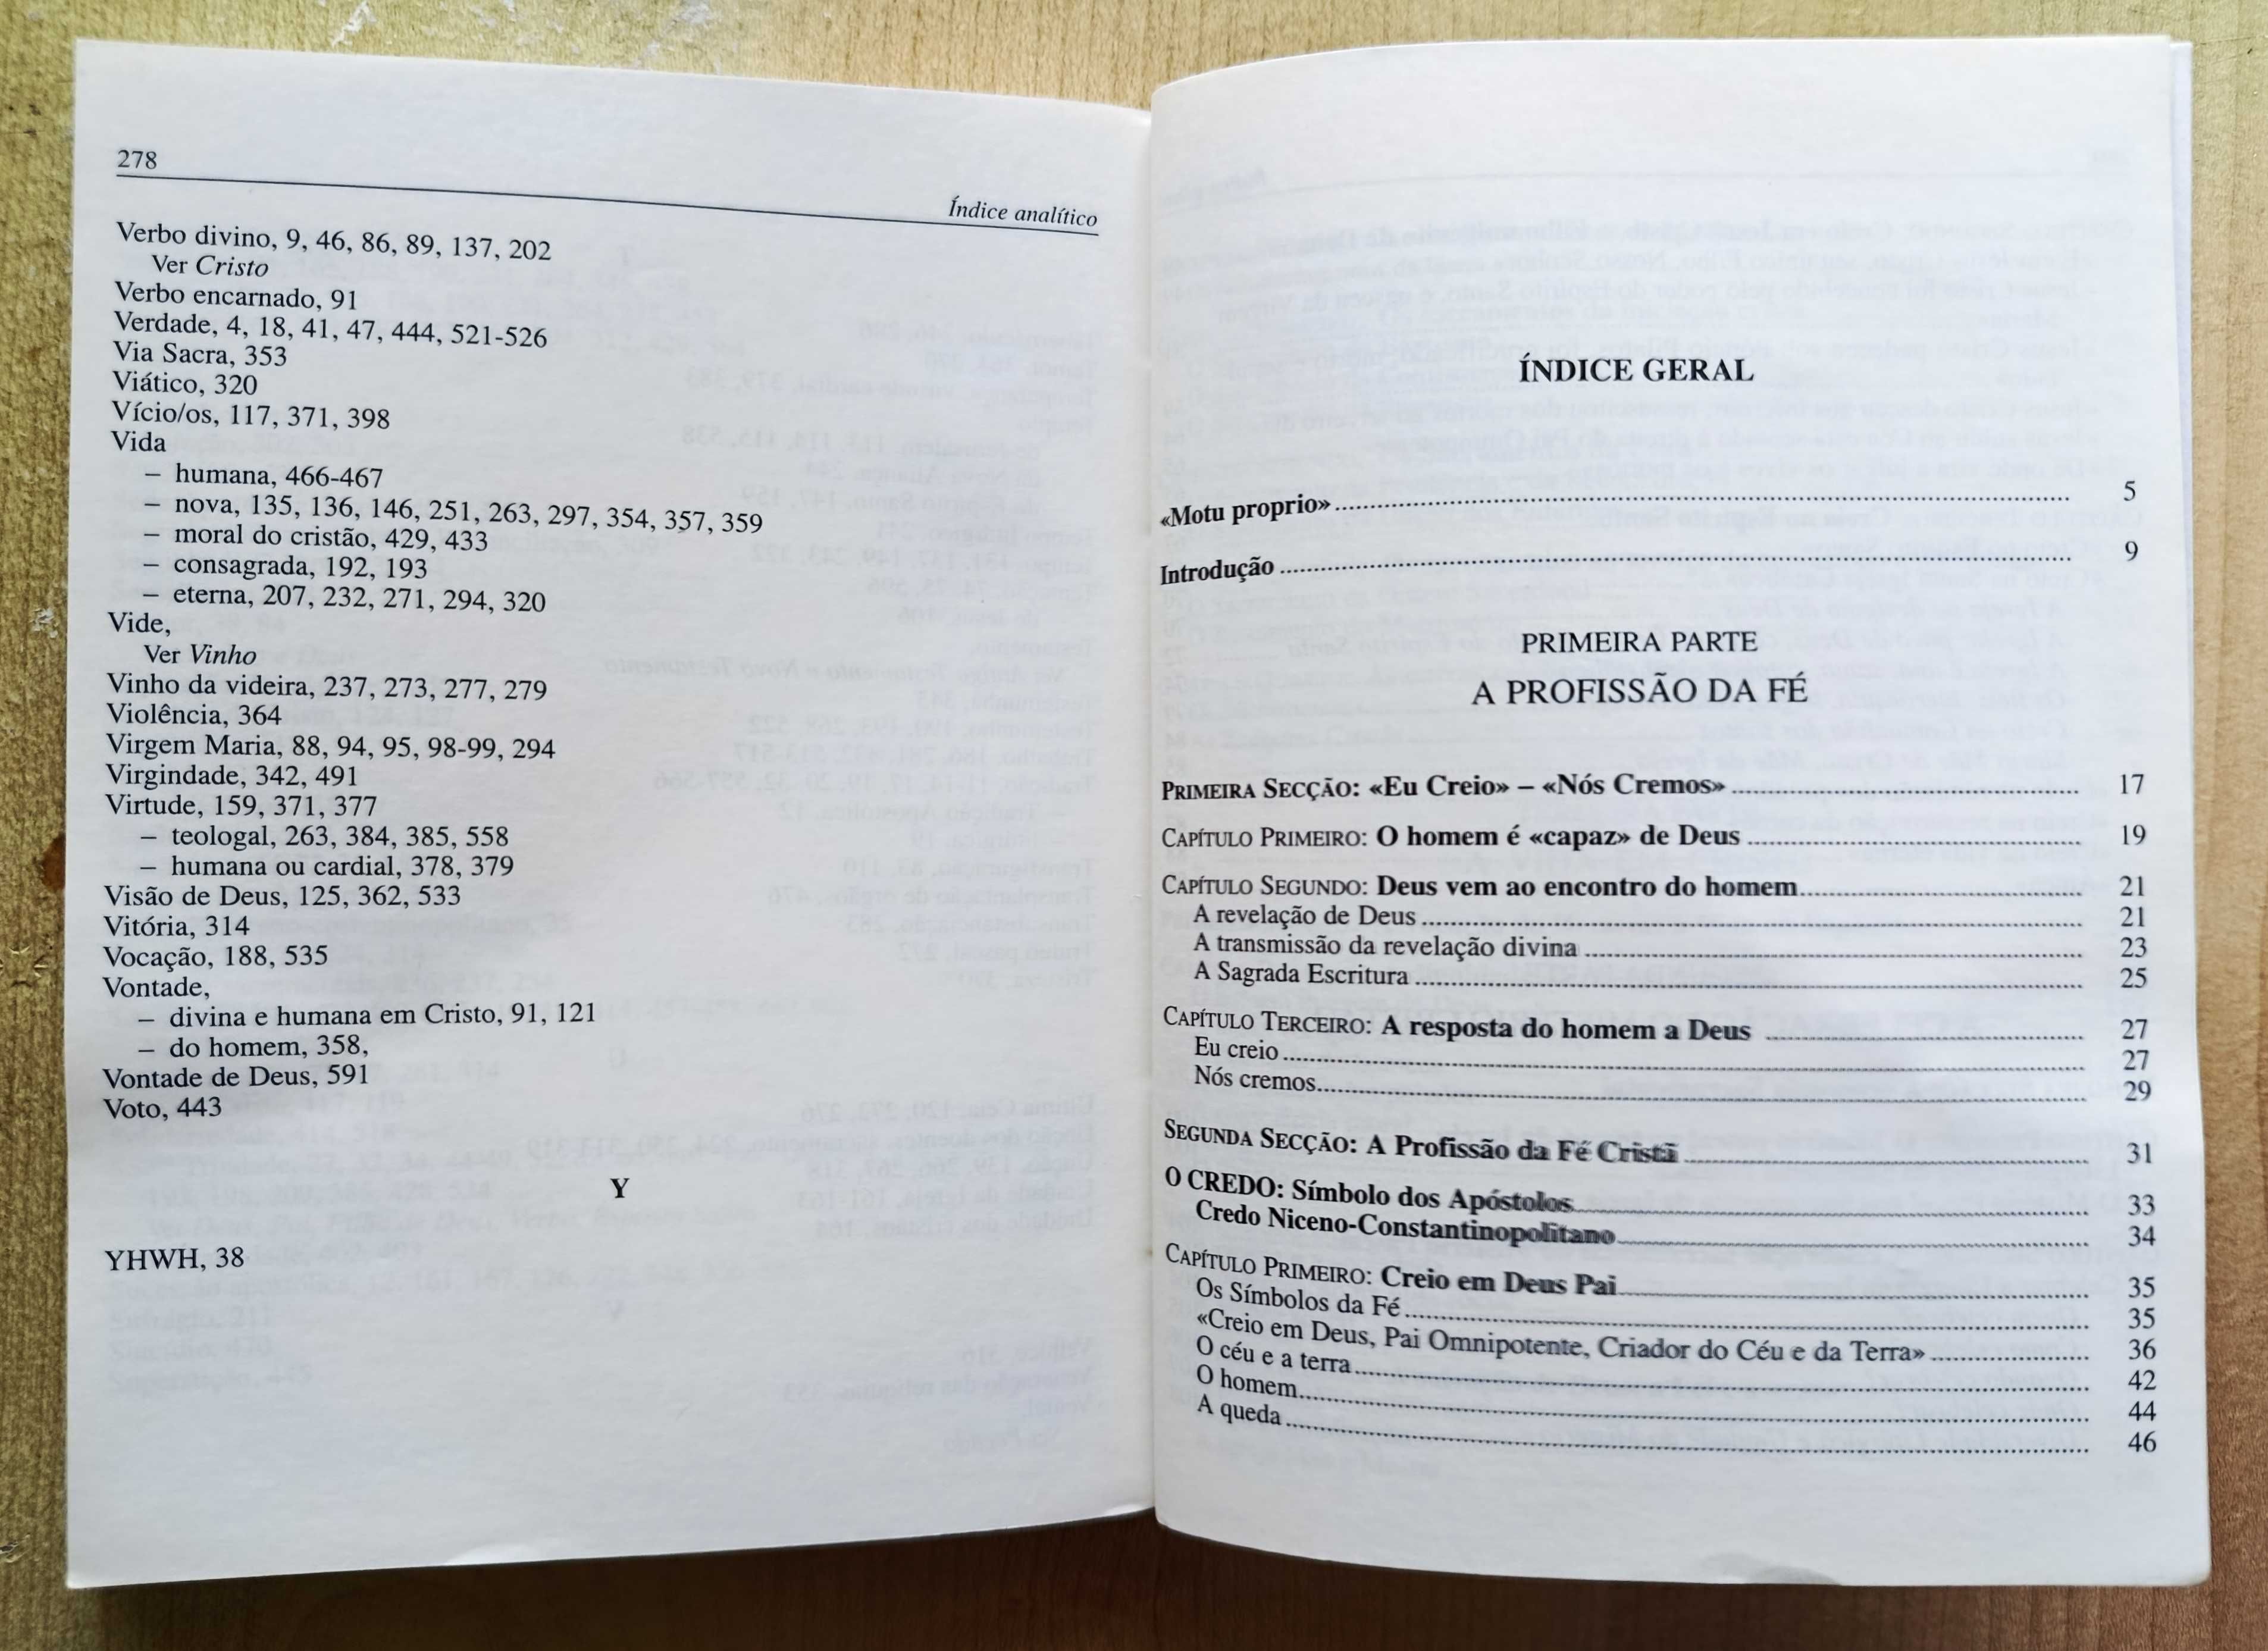 278
Índice analítico
Verbo divino, 9, 46, 86, 89, 137, 202
Ver Cristo
Verbo encarnado, 91
Verdade, 4, 18, 41, 47, 444, 521-526
Via Sacra, 353
Viático, 320
Vício/os, 117, 371, 398
Vida
– humana, 466-467
– nova, 135, 136, 146, 251, 263, 297, 354, 357, 359
– moral do cristão, 429, 433
– consagrada, 192, 193
– eterna, 207, 232, 271, 294, 320
Vide,
Ver Vinho
Vinho da videira, 237, 273, 277, 279
Violência, 364
Virgem Maria, 88, 94, 95, 98-99, 294
Virgindade, 342, 491
Virtude, 159, 371, 377
– teologal, 263, 384, 385, 558
– humana ou cardial, 378, 379
Visão de Deus, 125, 362, 533
Vitória, 314
Vocação, 188, 535
Vontade,
– divina e humana em Cristo, 91, 121
– do homem, 358,
Vontade de Deus, 591
Voto, 443
Y
YHWH, 38
ÍNDICE GERAL
«Motu proprio» 5
Introdução 9
PRIMEIRA PARTE
A PROFISSÃO DA FÉ
PRIMEIRA SECÇÃO: «Eu Creio» – «Nós Cremos» 17
CAPÍTULO PRIMEIRO: O homem é «capaz» de Deus 19
CAPÍTULO SEGUNDO: Deus vem ao encontro do homem 21
A revelação de Deus 21
A transmissão da revelação divina 23
A Sagrada Escritura 25
CAPÍTULO TERCEIRO: A resposta do homem a Deus 27
Eu creio 27
Nós cremos 29
SEGUNDA SECÇÃO: A Profissão da Fé Cristã 31
O CREDO: Símbolo dos Apóstolos 33
Credo Niceno-Constantinopolitano 34
CAPÍTULO PRIMEIRO: Creio em Deus Pai 35
Os Símbolos da Fé 35
«Creio em Deus, Pai Omnipotente, Criador do Céu e da Terra» 36
O céu e a terra 42
O homem 44
A queda 46